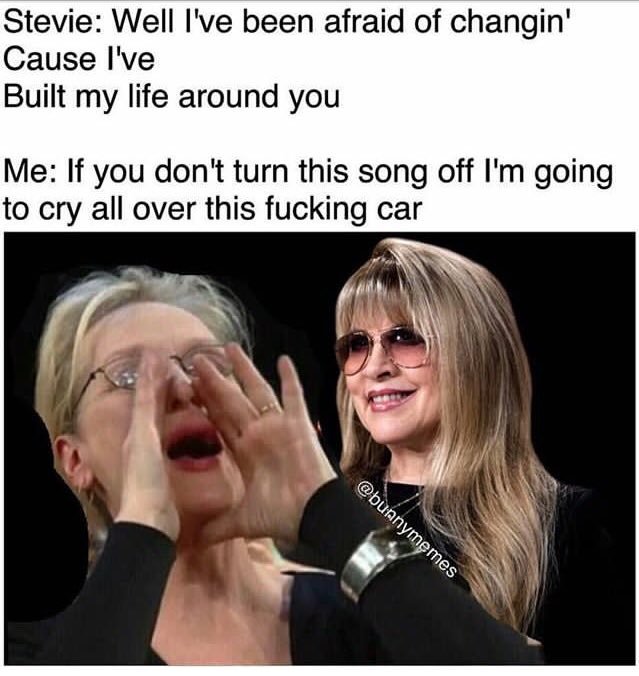 Stevie: Well I've been afraid of changin'
Cause I've
Built my life around you
Me: If you don't turn this song off I'm going
to cry all over this fucking car
@bunnymemes